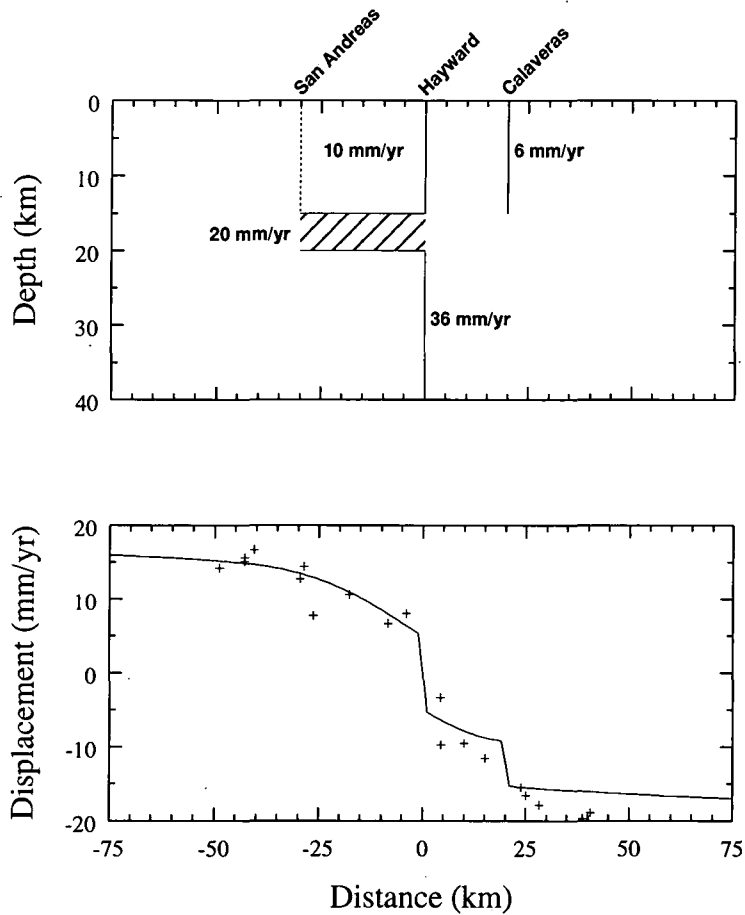 San Andreas
Hayward
Calaveras
0
10
20
30
40
Depth (km)
10 mm/yr
6 mm/yr
20 mm/yr
36 mm/yr
20
10
0
-10
-20
Displacement (mm/yr)
-75
-50
-25
0
25
50
75
Distance (km)